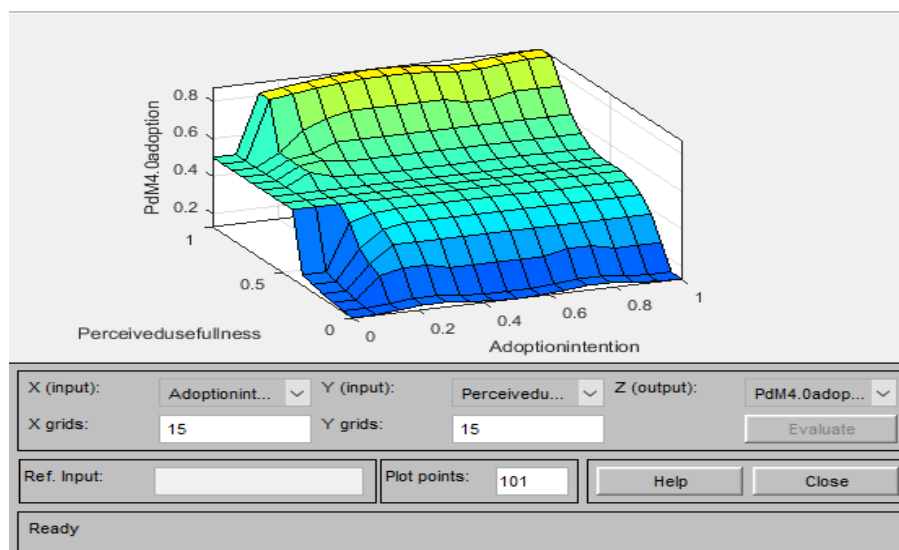 0.8
0.6
0.4
0.2
PdM4.0adoption
1
0.5
0
Perceivedusefullness
0
0.2
0.4
0.6
0.8
1
Adoptionintention
X (input): Adoptionint... Y (input): Perceivedu... Z (output): PdM4.0adop...
X grids: 15 Y grids: 15 Evaluate
Ref. Input: Plot points: 101 Help Close
Ready